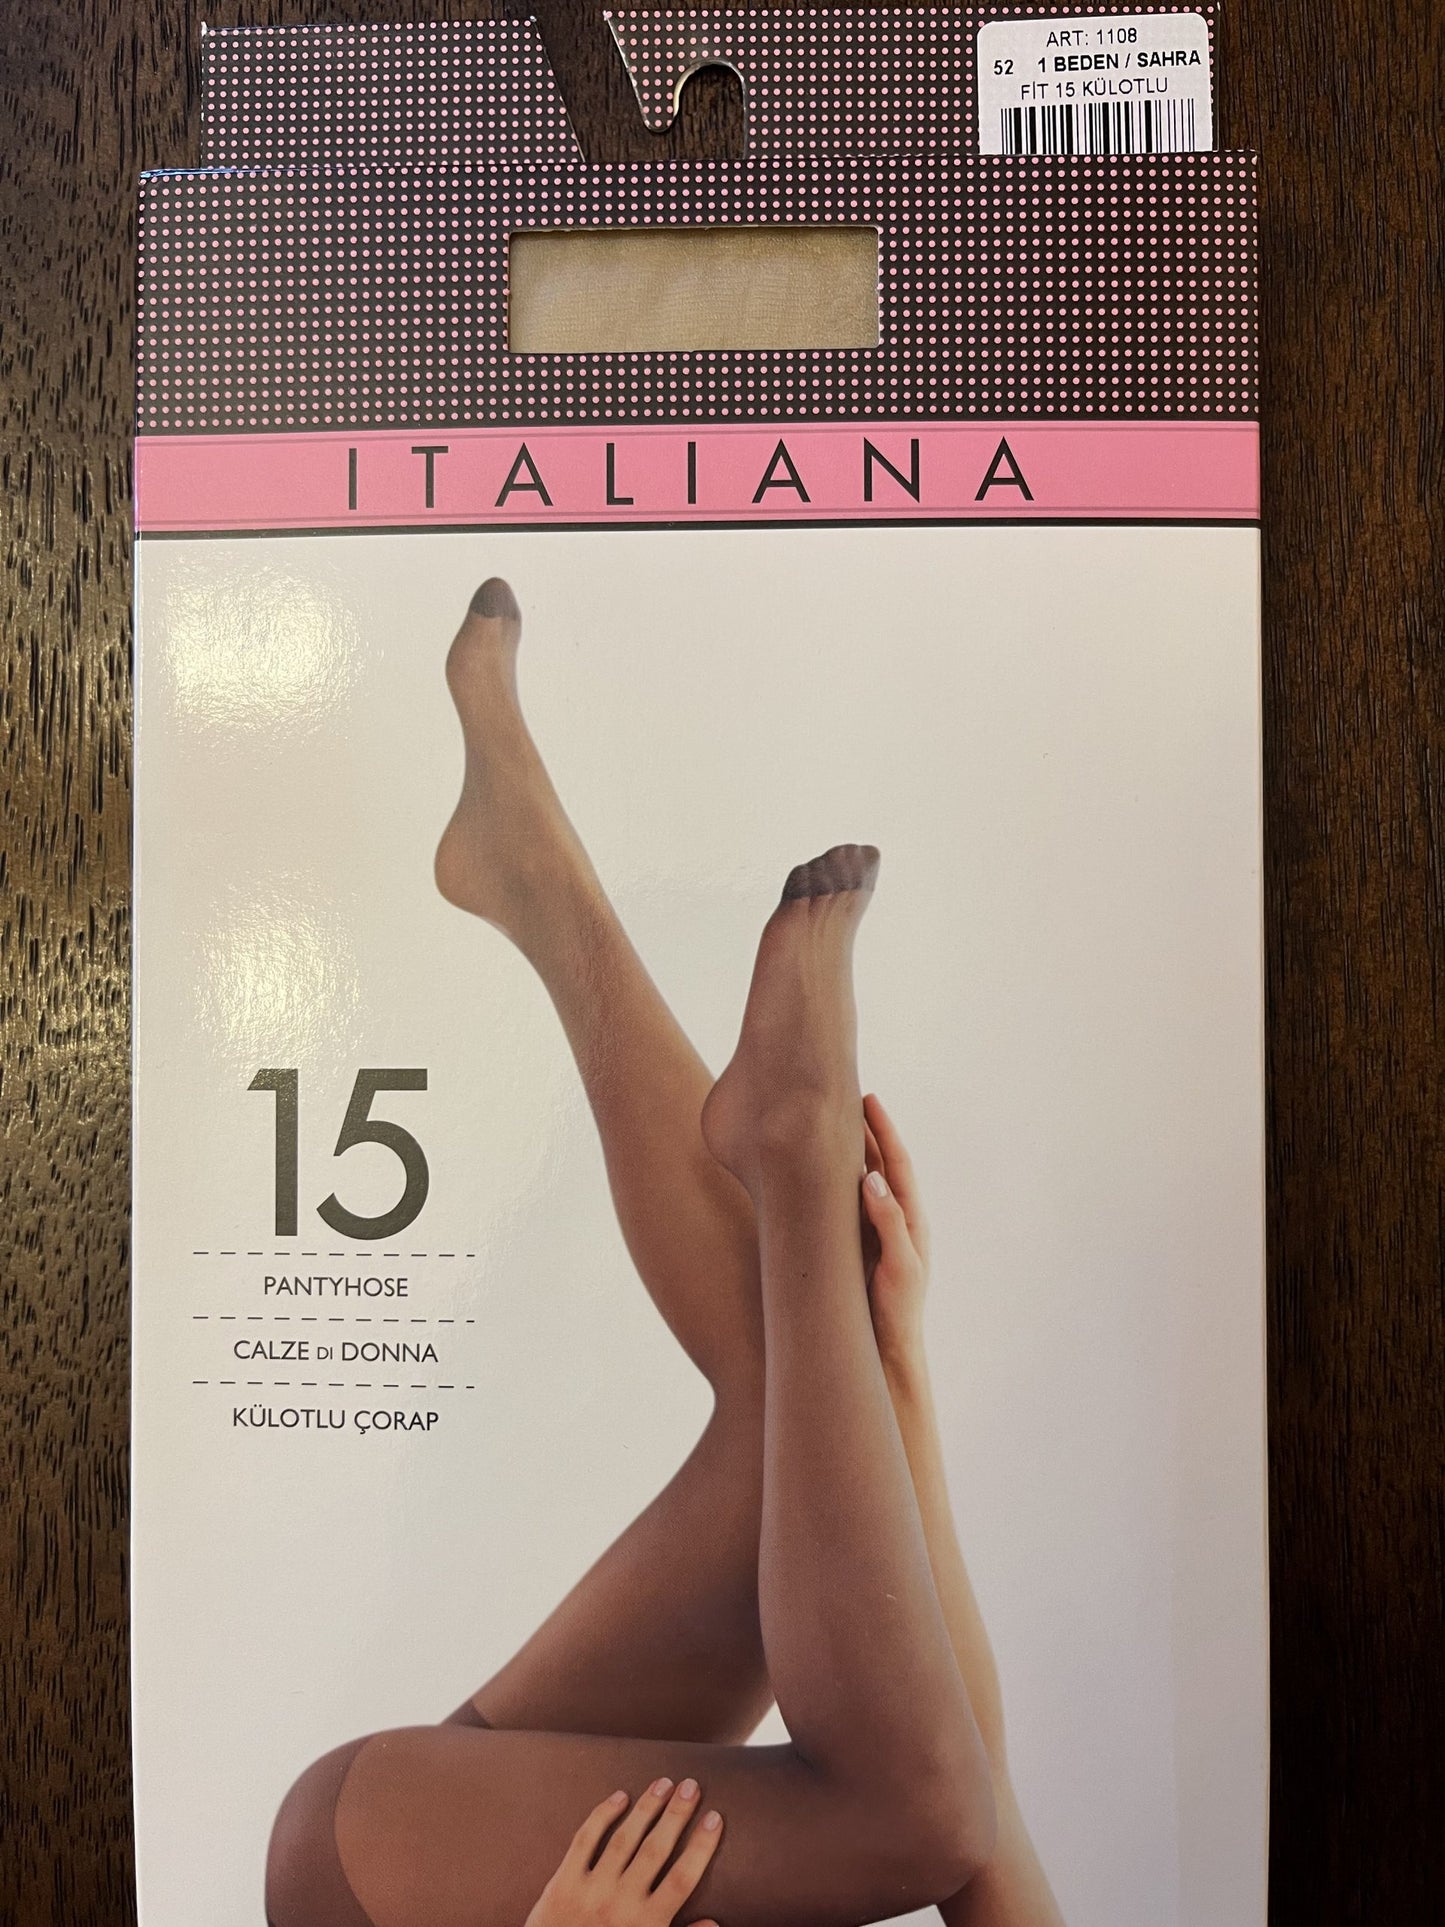 ART: 1108
52 1 BEDEN / SAHRA
FİT 15 KÜLOTLU
ITALIANA
15
PANTYHOSE
CALZE DI DONNA
KÜLOTLU ÇORAP